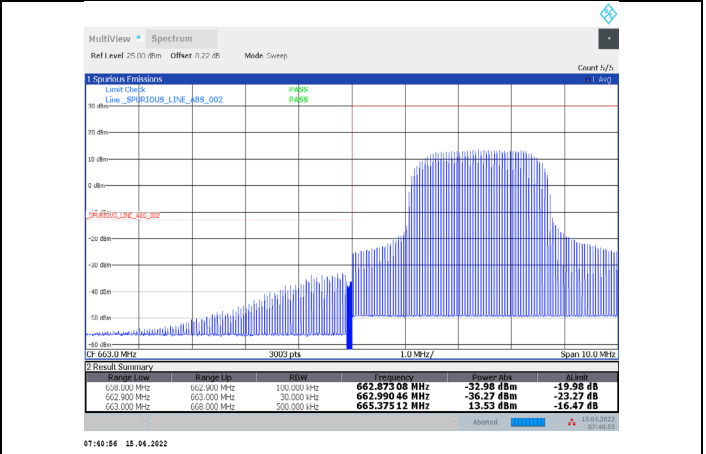 MultiView Spectrum
Ref Level 25.00 dBm Offset 8.22 dB Mode Sweep
Count 5/5
1 Spurious Emissions 1 Avg
Limit Check PASS
Line _SPURIOUS_LINE_ABS_002 PASS
30 dBm
20 dBm
10 dBm
0 dBm
-10 dBm
_SPURIOUS_LINE_ABS_002
-20 dBm
-30 dBm
-40 dBm
-50 dBm
-60 dBm
CF 663.0 MHz 3003 pts 1.0 MHz/ Span 10.0 MHz
2 Result Summary
Range Low Range Up RBW Frequency Power Abs ΔLimit
658.000 MHz 662.900 MHz 100.000 kHz 662.87308 MHz -32.98 dBm -19.98 dB
662.900 MHz 663.000 MHz 30.000 kHz 662.99046 MHz -36.27 dBm -23.27 dB
663.000 MHz 668.000 MHz 500.000 kHz 665.37512 MHz 13.53 dBm -16.47 dB
Aborted 15.04.2022
07:40:55
07:40:56 15.04.2022